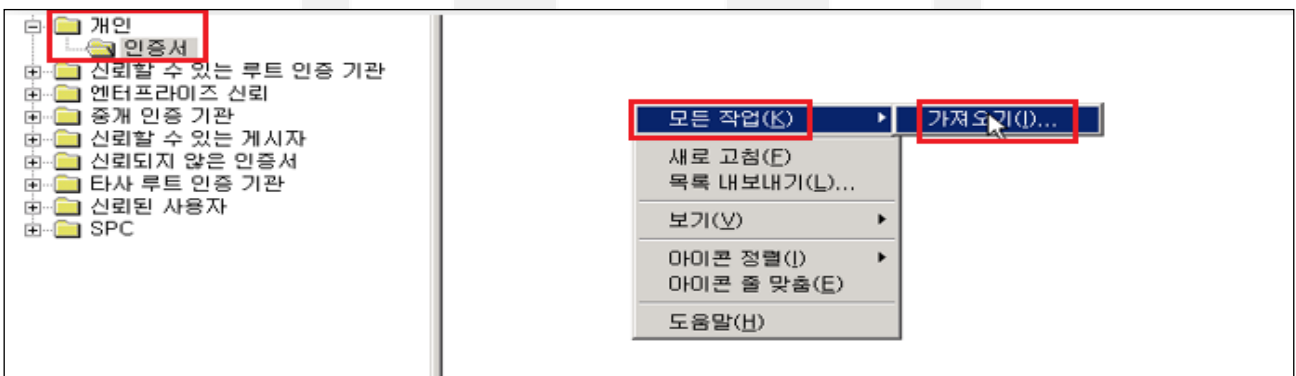 개인
인증서
신뢰할 수 있는 루트 인증 기관
엔터프라이즈 신뢰
중개 인증 기관
신뢰할 수 있는 게시자
신뢰되지 않은 인증서
타사 루트 인증 기관
신뢰된 사용자
SPC
모든 작업(K)
가져오기(I)...
새로 고침(F)
목록 내보내기(L)...
보기(V)
아이콘 정렬(I)
아이콘 줄 맞춤(E)
도움말(H)